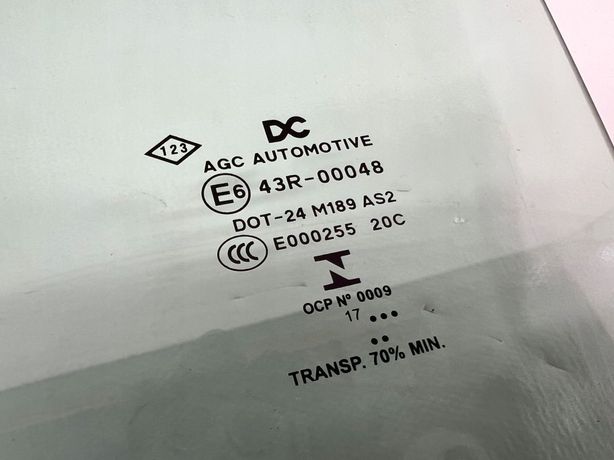 DC
123
AGC AUTOMOTIVE
E6 43R-00048
DOT-24 M189 AS2
CCC E000255 20C
OCP Nº 0009
17 •••
••
TRANSP. 70% MIN.